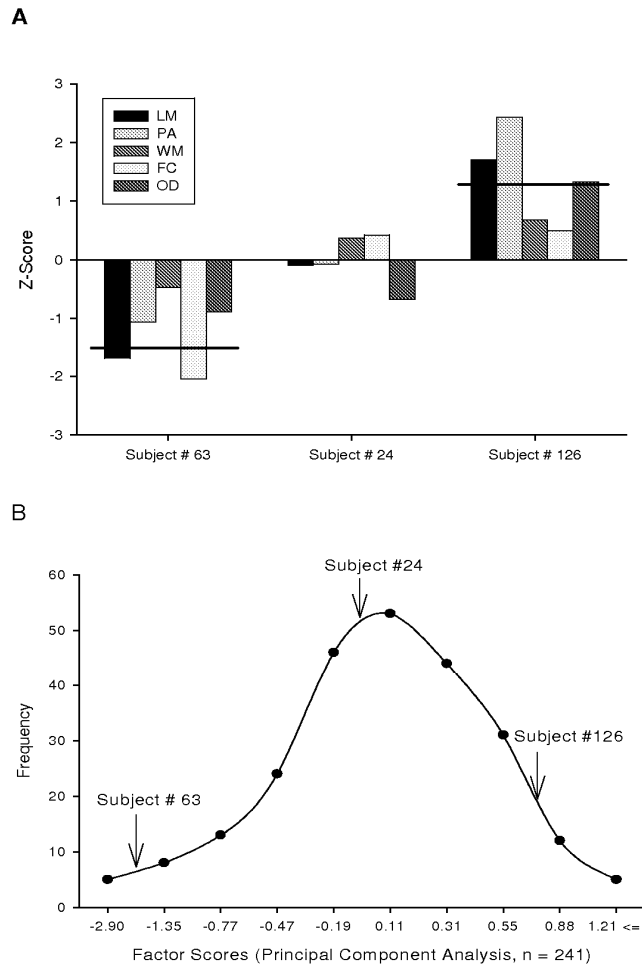 A
3
2
1
0
-1
-2
-3
Z-Score
LM
PA
WM
FC
OD
Subject # 63
Subject # 24
Subject # 126
B
60
50
40
30
20
10
0
Frequency
Subject #24
Subject #126
Subject # 63
-2.90 -1.35 -0.77 -0.47 -0.19 0.11 0.31 0.55 0.88 1.21 <=
Factor Scores (Principal Component Analysis, n = 241)